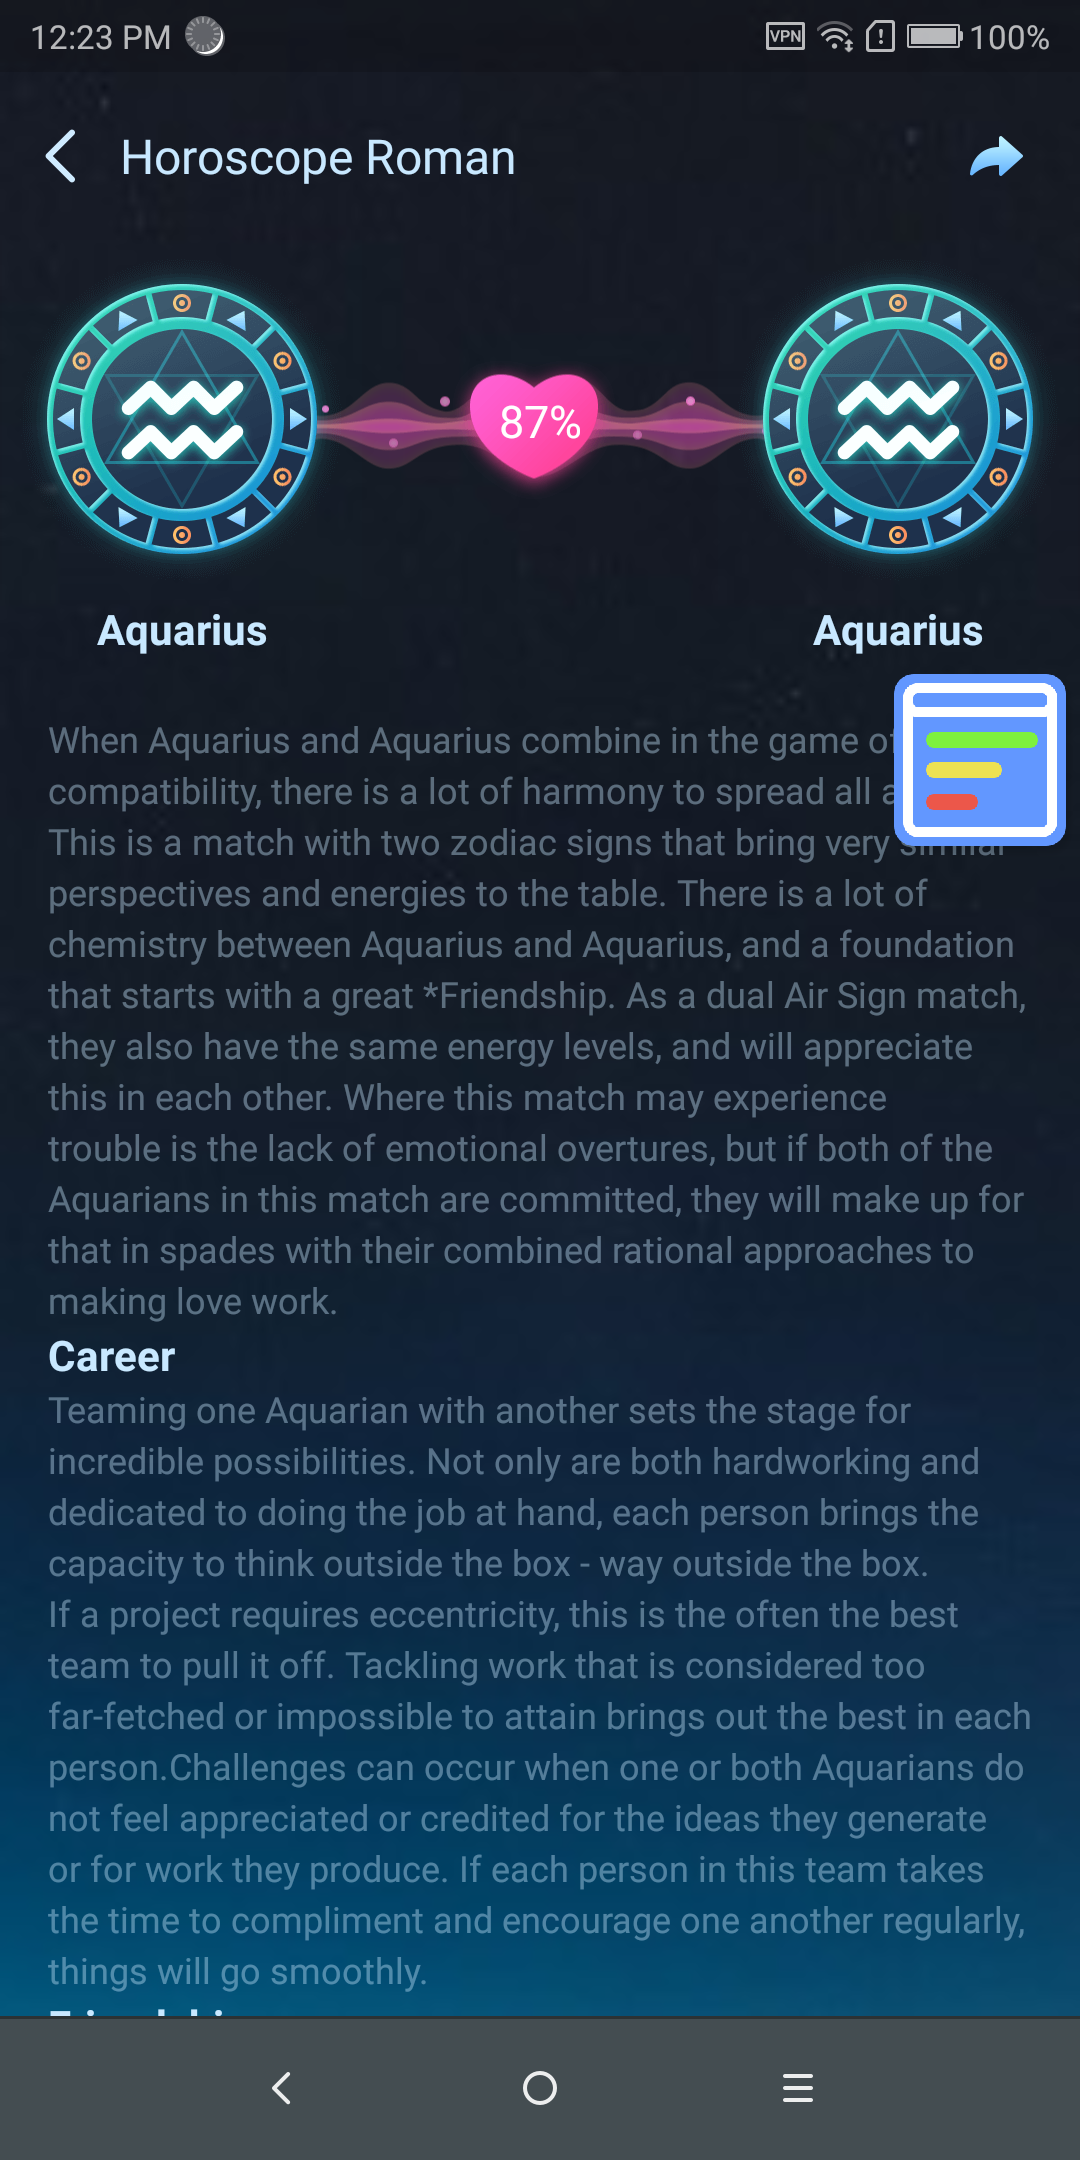 12:23 PM
VPN
100%
Horoscope Roman
87%
Aquarius
Aquarius
When Aquarius and Aquarius combine in the game of
compatibility, there is a lot of harmony to spread all
This is a match with two zodiac signs that bring very similar
perspectives and energies to the table. There is a lot of
chemistry between Aquarius and Aquarius, and a foundation
that starts with a great *Friendship. As a dual Air Sign match,
they also have the same energy levels, and will appreciate
this in each other. Where this match may experience
trouble is the lack of emotional overtures, but if both of the
Aquarians in this match are committed, they will make up for
that in spades with their combined rational approaches to
making love work.
Career
Teaming one Aquarian with another sets the stage for
incredible possibilities. Not only are both hardworking and
dedicated to doing the job at hand, each person brings the
capacity to think outside the box - way outside the box.
If a project requires eccentricity, this is the often the best
team to pull it off. Tackling work that is considered too
far-fetched or impossible to attain brings out the best in each
person.Challenges can occur when one or both Aquarians do
not feel appreciated or credited for the ideas they generate
or for work they produce. If each person in this team takes
the time to compliment and encourage one another regularly,
things will go smoothly.